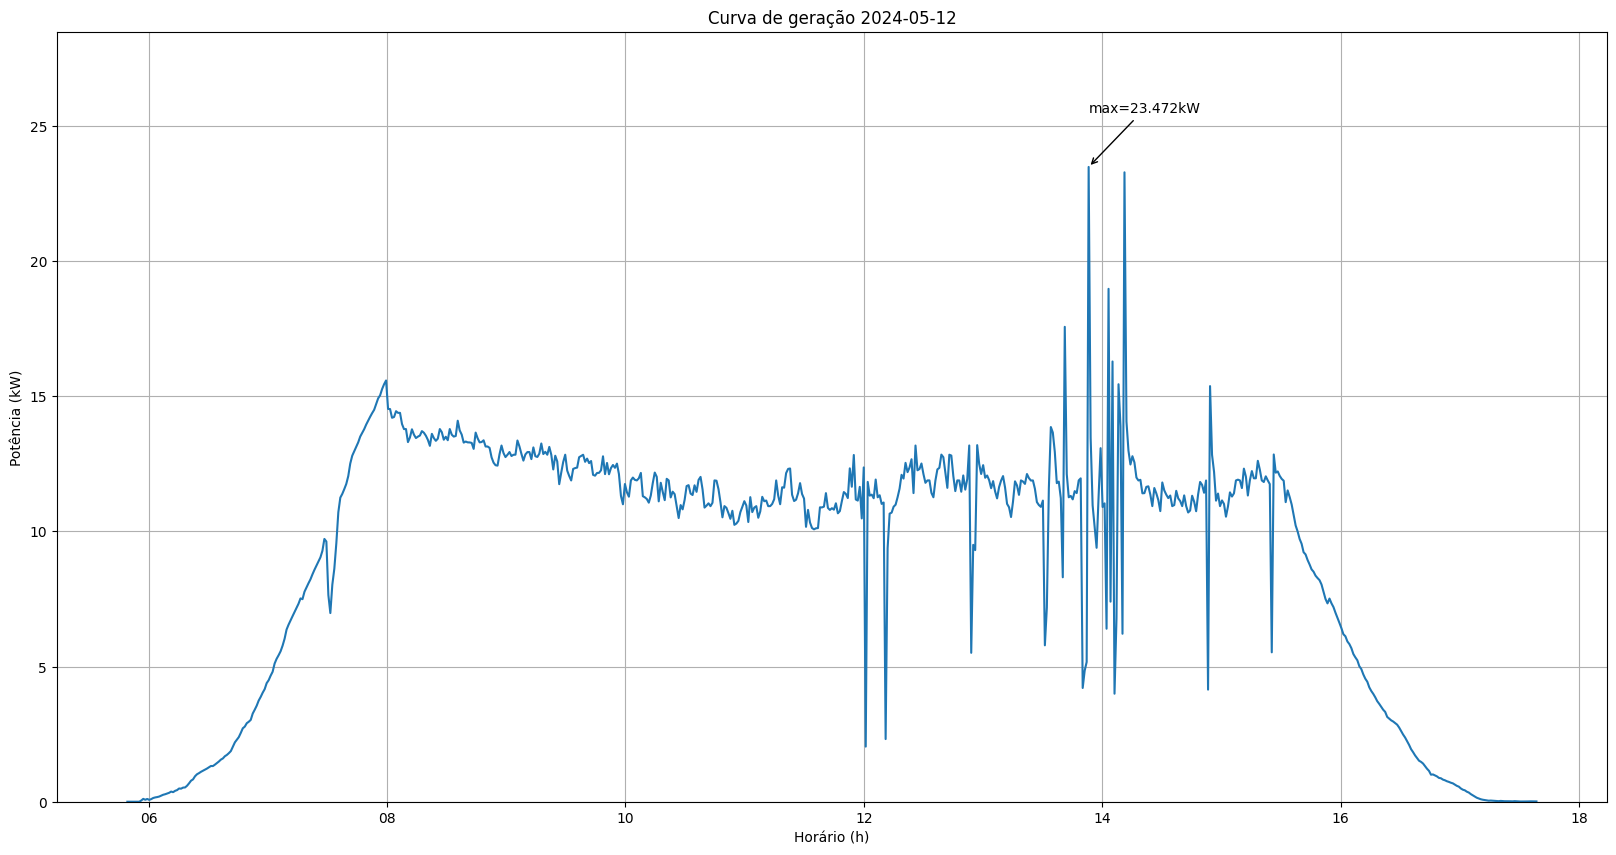 Curva de geração 2024-05-12
max=23.472kW
25
20
15
10
5
0
Potência (kW)
06 08 10 12 14 16 18
Horário (h)